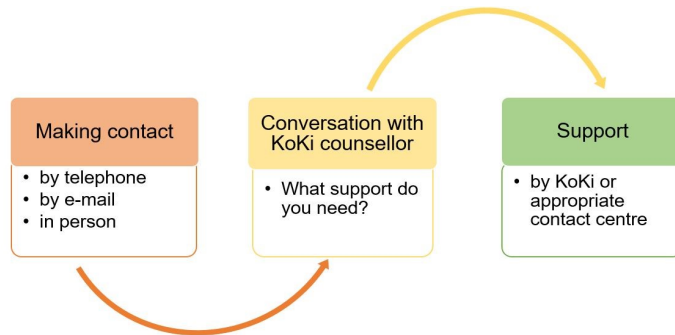 Making contact
• by telephone
• by e-mail
• in person
Conversation with
KoKi counsellor
• What support do
you need?
Support
• by KoKi or
appropriate
contact centre